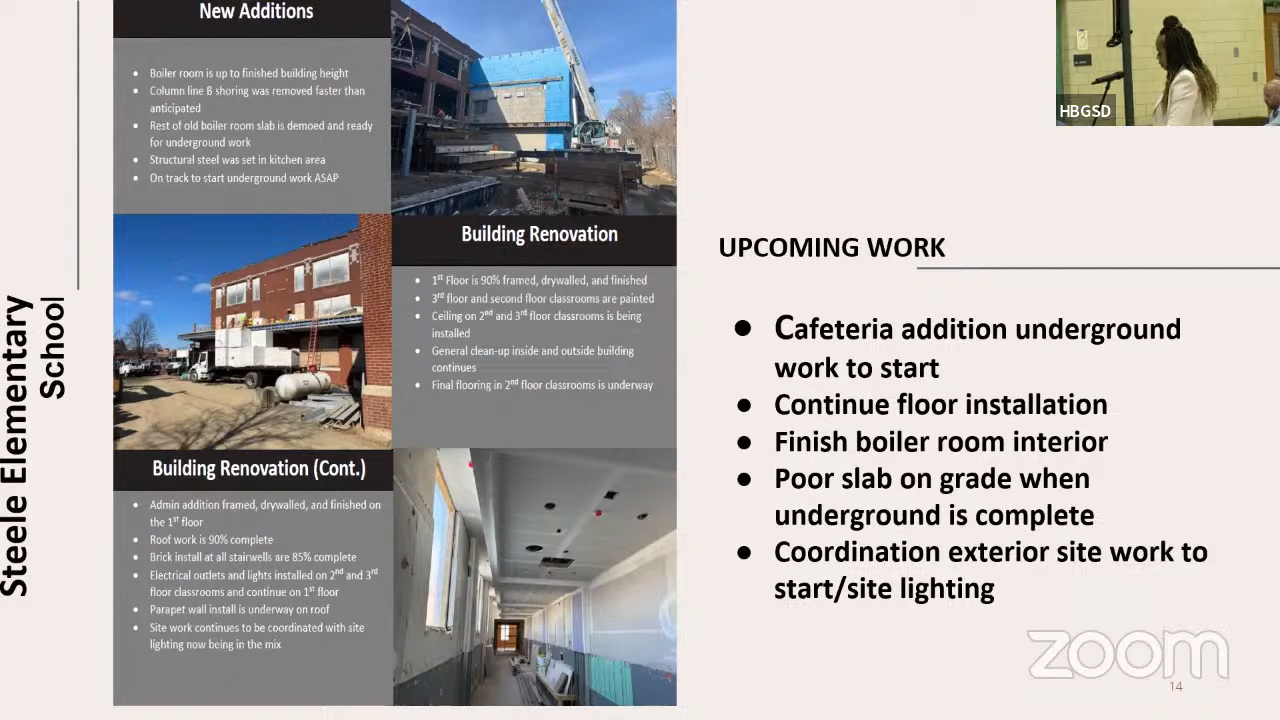 Steele Elementary
School
New Additions
• Boiler room is up to finished building height
• Column line B shoring was removed faster than
anticipated
• Rest of old boiler room slab is demoed and ready
for underground work
• Structural steel was set in kitchen area
• On track to start underground work ASAP
Building Renovation
• 1st Floor is 90% framed, drywalled, and finished
• 3rd floor and second floor classrooms are painted
• Ceiling on 2nd and 3rd floor classrooms is being
installed
• General clean-up inside and outside building
continues
• Final flooring in 2nd floor classrooms is underway
Building Renovation (Cont.)
• Admin addition framed, drywalled, and finished on
the 1st floor
• Roof work is 90% complete
• Brick install at all stairwells are 85% complete
• Electrical outlets and lights installed on 2nd and 3rd
floor classrooms and continue on 1st floor
• Parapet wall install is underway on roof
• Site work continues to be coordinated with site
lighting now being in the mix
HBGSD
UPCOMING WORK
• Cafeteria addition underground
work to start
• Continue floor installation
• Finish boiler room interior
• Poor slab on grade when
underground is complete
• Coordination exterior site work to
start/site lighting
zoom
14